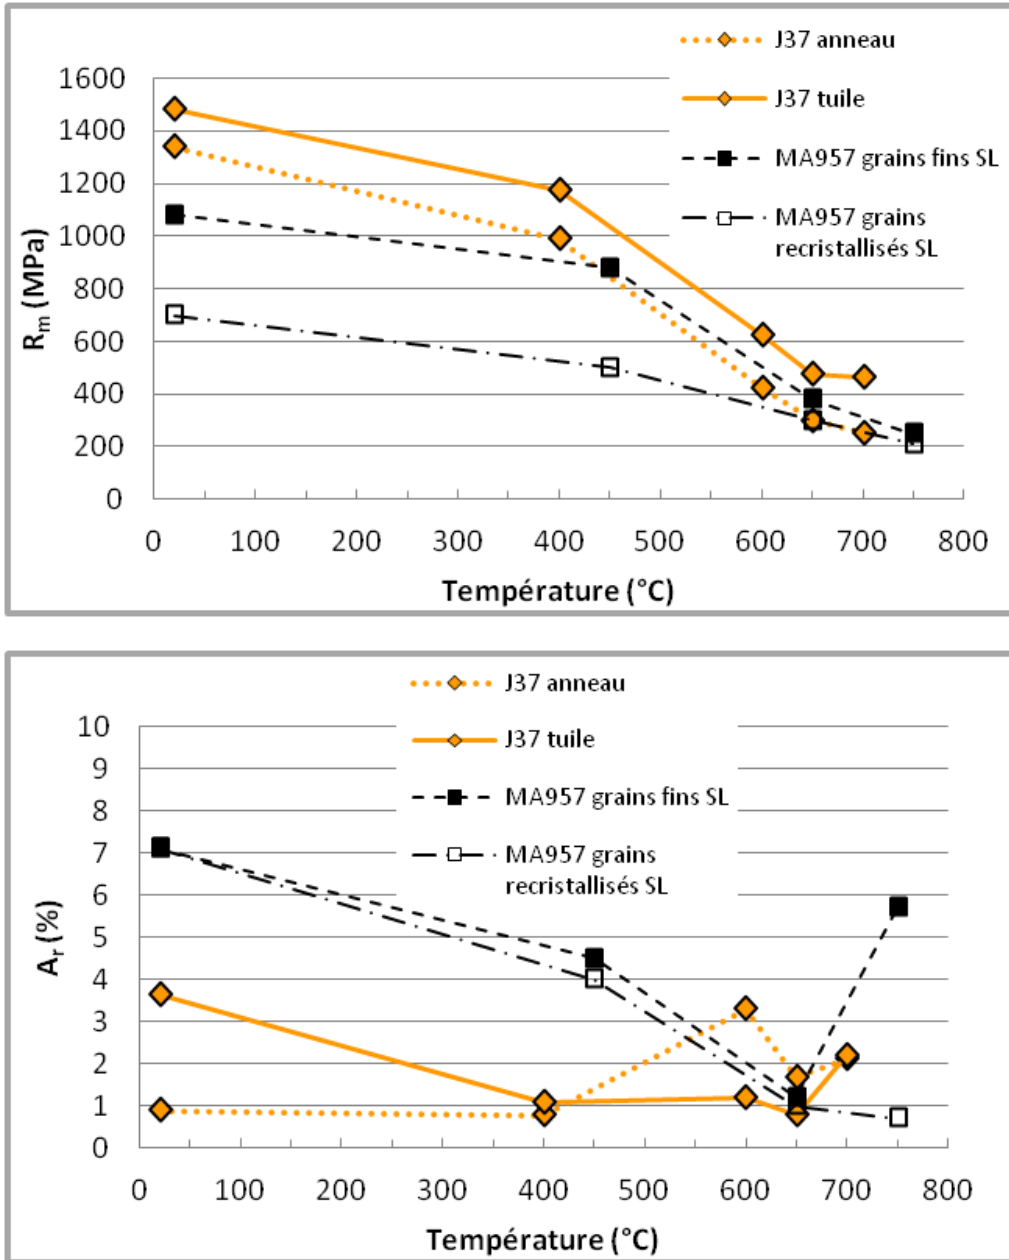 J37 anneau
J37 tuile
MA957 grains fins SL
MA957 grains
recristallisés SL
1600
1400
1200
1000
800
600
400
200
0
Rm (MPa)
0 100 200 300 400 500 600 700 800
Température (°C)
J37 anneau
J37 tuile
MA957 grains fins SL
MA957 grains
recristallisés SL
10
9
8
7
6
5
4
3
2
1
0
Ar (%)
0 100 200 300 400 500 600 700 800
Température (°C)